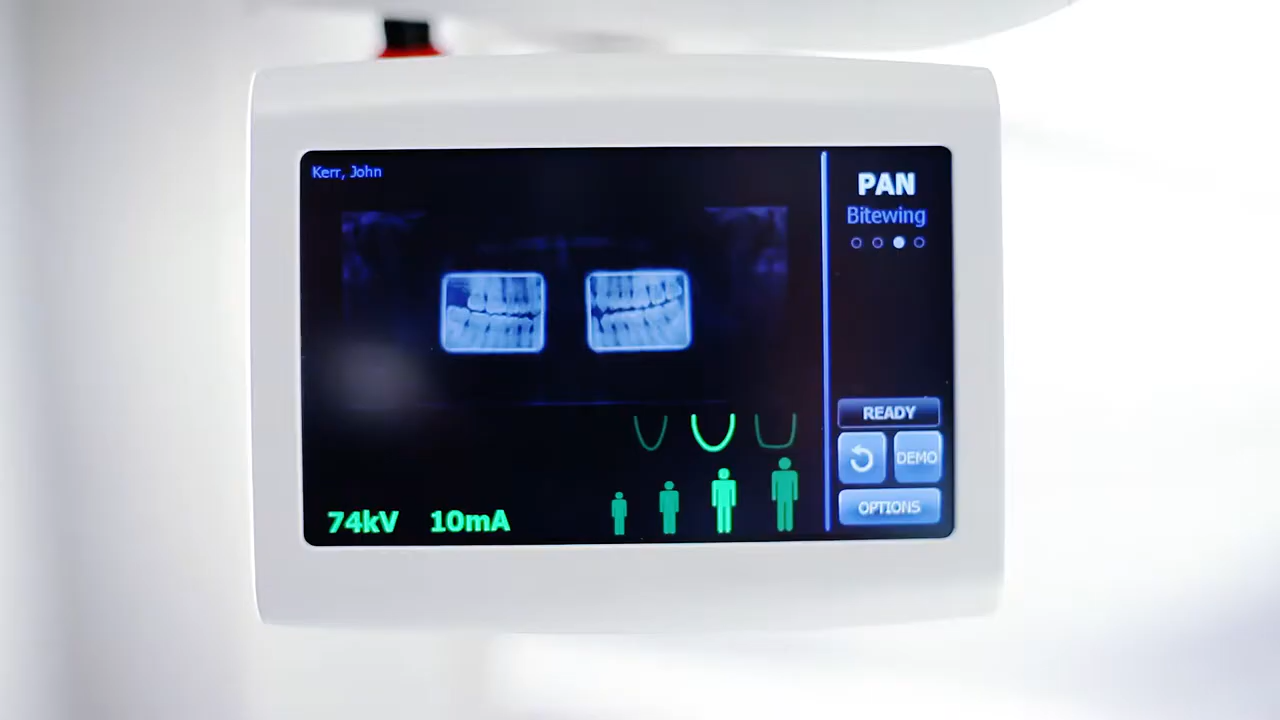 Kerr, John
PAN
Bitewing
READY
DEMO
OPTIONS
74kV 10mA